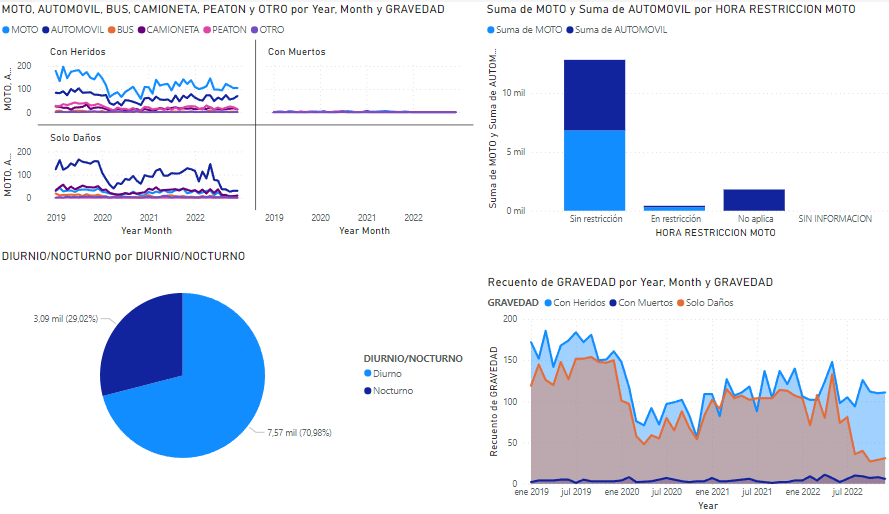 MOTO, AUTOMOVIL, BUS, CAMIONETA, PEATON y OTRO por Year, Month y GRAVEDAD
MOTO AUTOMOVIL BUS CAMIONETA PEATON OTRO
Con Heridos
Con Muertos
200
100
0
MOTO, A...
Solo Daños
200
100
0
MOTO, A...
2019 2020 2021 2022
2019 2020 2021 2022
Year Month
Year Month
Suma de MOTO y Suma de AUTOMOVIL por HORA RESTRICCION MOTO
Suma de MOTO Suma de AUTOMOVIL
10 mil
5 mil
0 mil
Suma de MOTO y Suma de AUTOM...
Sin restricción En restricción No aplica SIN INFORMACION
HORA RESTRICCION MOTO
DIURNIO/NOCTURNO por DIURNIO/NOCTURNO
3,09 mil (29,02%)
7,57 mil (70,98%)
DIURNIO/NOCTURNO
Diurno
Nocturno
Recuento de GRAVEDAD por Year, Month y GRAVEDAD
GRAVEDAD Con Heridos Con Muertos Solo Daños
200
150
100
50
0
Recuento de GRAVEDAD
ene 2019 jul 2019 ene 2020 jul 2020 ene 2021 jul 2021 ene 2022 jul 2022
Year